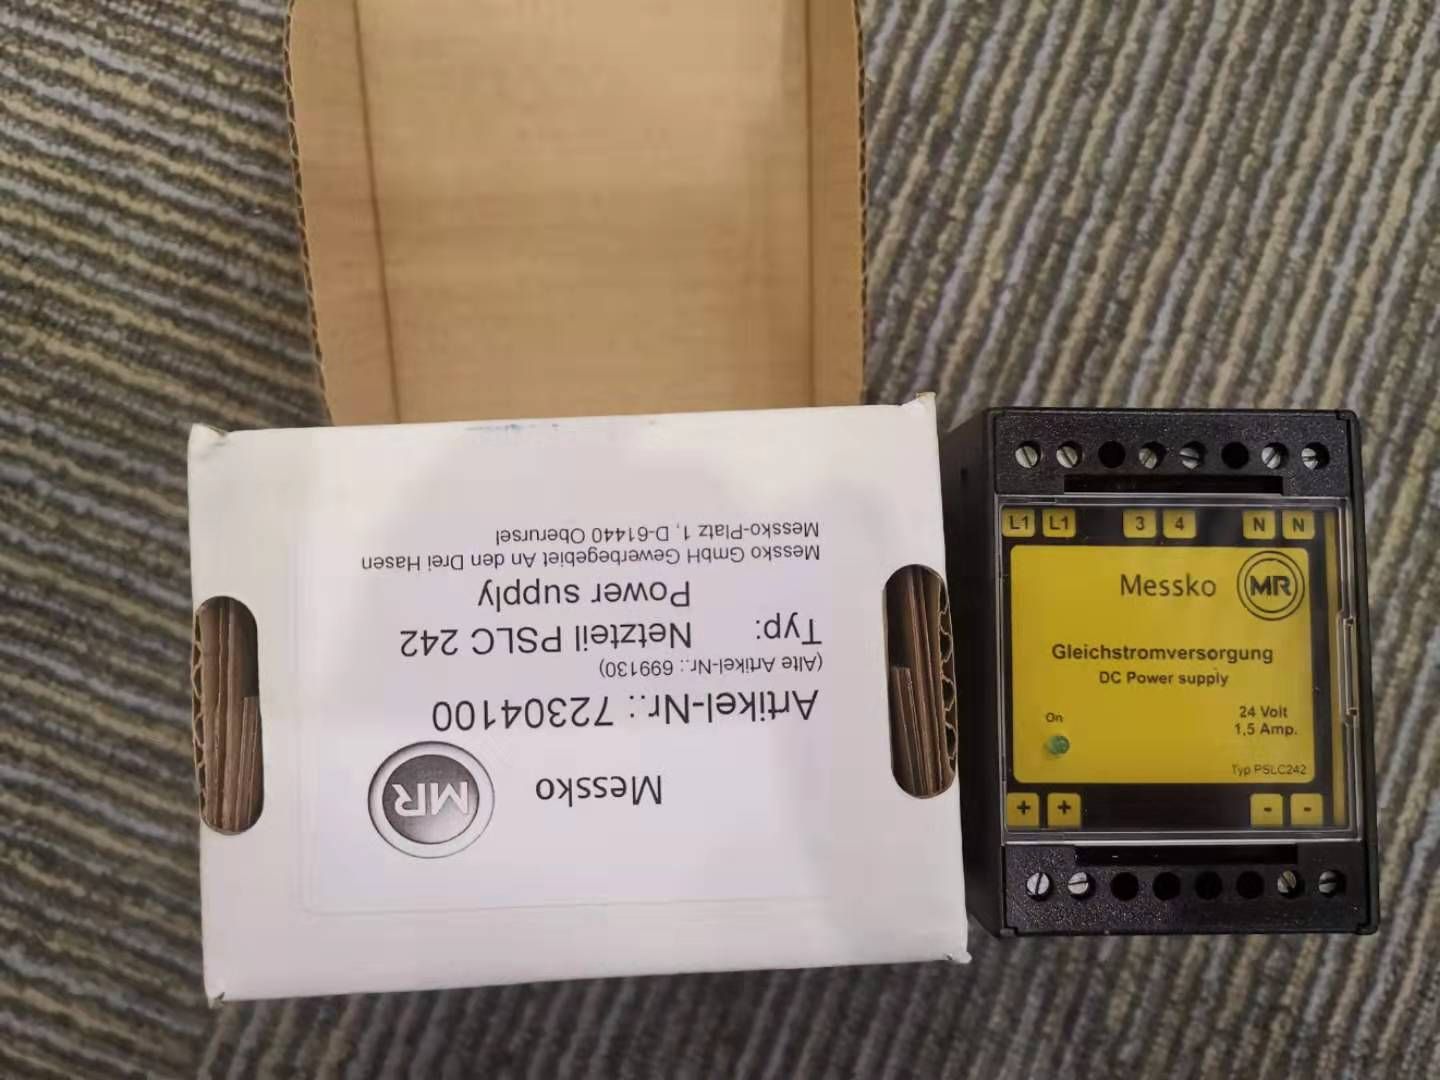 Messko MR
Artikel-Nr.: 72304100
(Alte Artikel-Nr.: 699130)
Typ: Netzteil PSLC 242
Power supply
Messko GmbH Gewerbegebiet An den Drei Hasen
Messko-Platz 1, D-61440 Oberursel
L1 L1 3 4 N N
Messko MR
Gleichstromversorgung
DC Power supply
On
24 Volt
1,5 Amp.
Typ PSLC242
+ + - -